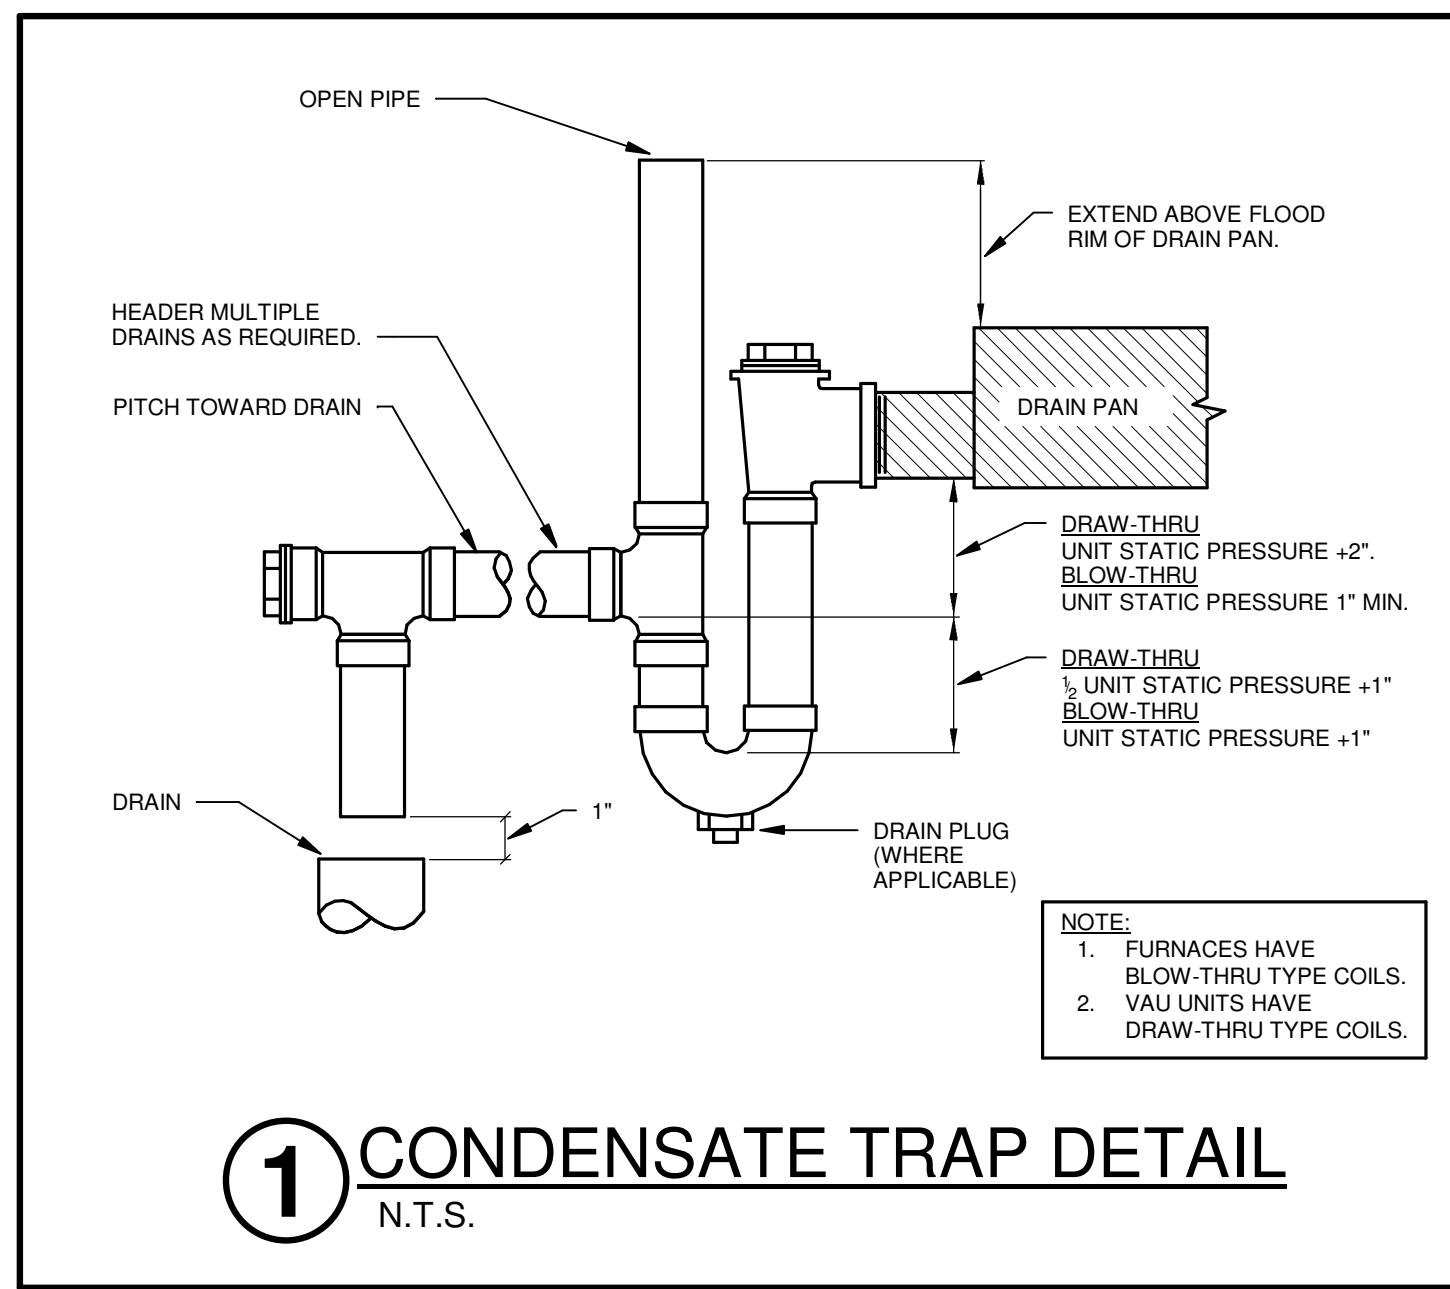 OPEN PIPE
EXTEND ABOVE FLOOD
RIM OF DRAIN PAN.
HEADER MULTIPLE
DRAINS AS REQUIRED.
PITCH TOWARD DRAIN
DRAIN PAN
DRAW-THRU
UNIT STATIC PRESSURE +2".
BLOW-THRU
UNIT STATIC PRESSURE 1" MIN.
DRAW-THRU
1/2 UNIT STATIC PRESSURE +1"
BLOW-THRU
UNIT STATIC PRESSURE +1"
DRAIN
1"
DRAIN PLUG
(WHERE
APPLICABLE)
NOTE:
1. FURNACES HAVE
BLOW-THRU TYPE COILS.
2. VAU UNITS HAVE
DRAW-THRU TYPE COILS.
1 CONDENSATE TRAP DETAIL
N.T.S.